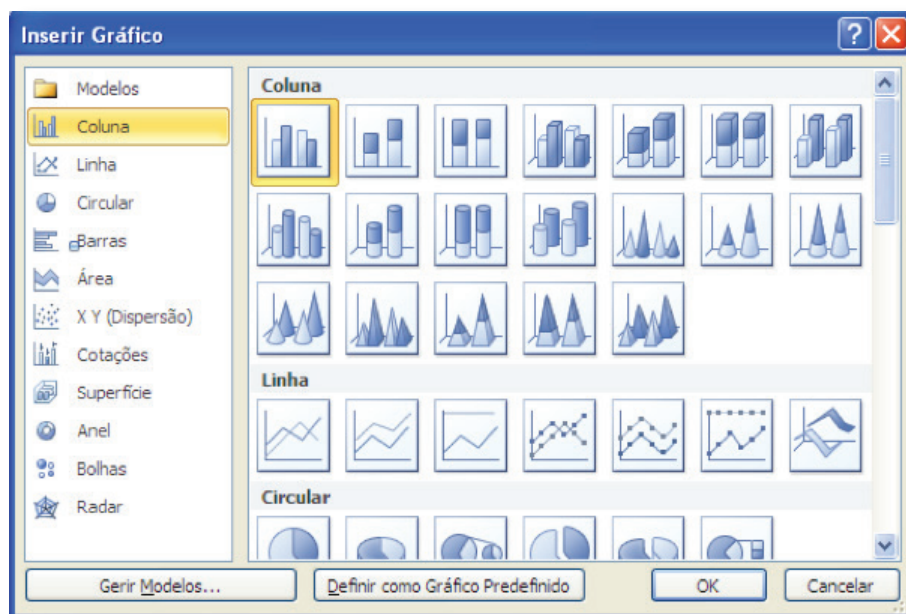 Inserir Gráfico
Modelos
Coluna
Linha
Circular
Barras
Área
X Y (Dispersão)
Cotações
Superfície
Anel
Bolhas
Radar
Coluna
Linha
Circular
Gerir Modelos...
Definir como Gráfico Predefinido
OK
Cancelar